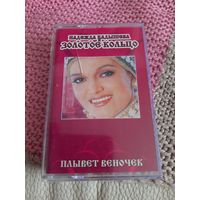 НАДЕЖДА КАДЫШЕВА
ЗОЛОТОЕ КОЛЬЦО
ПЛЫВЕТ ВЕНОЧЕК